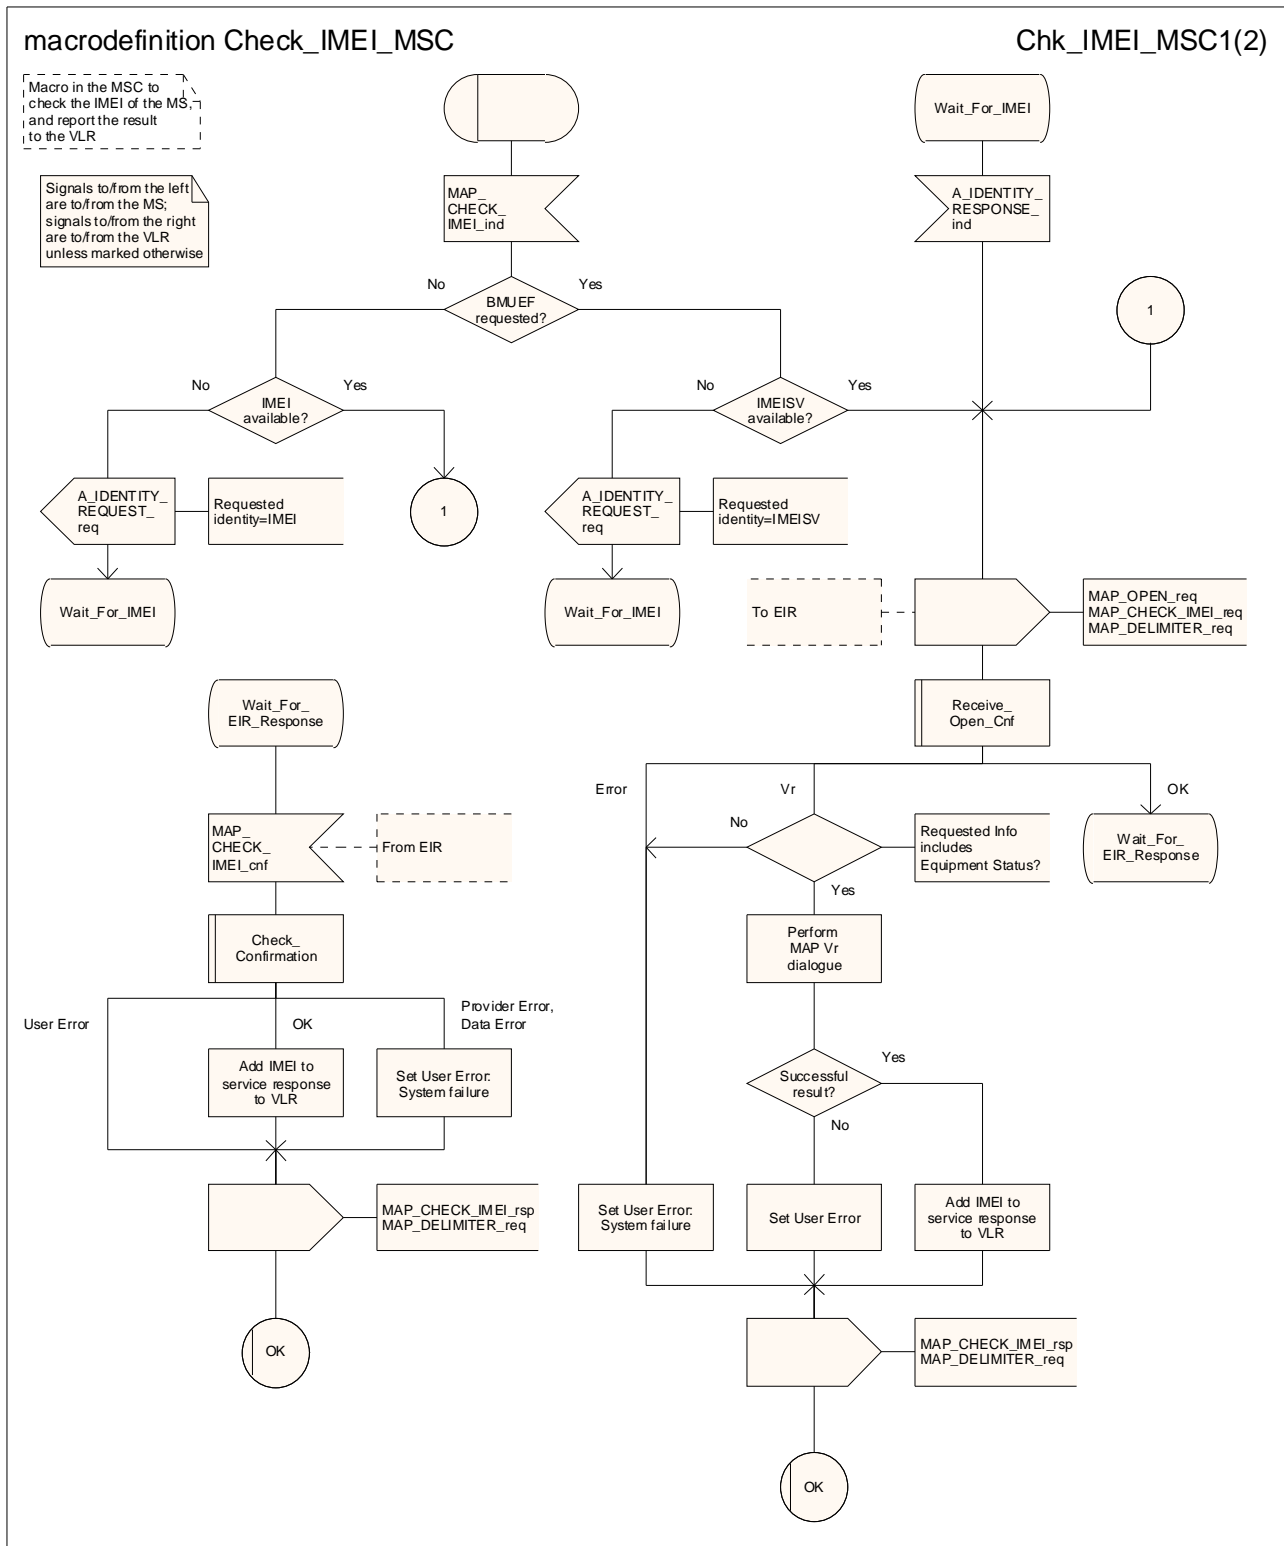 macrodefinition Check_IMEI_MSC
Chk_IMEI_MSC1(2)
Macro in the MSC to
check the IMEI of the MS,
and report the result
to the VLR
Signals to/from the left
are to/from the MS;
signals to/from the right
are to/from the VLR
unless marked otherwise
MAP_
CHECK_
IMEI_ind
Wait_For_IMEI
A_IDENTITY_
RESPONSE_
ind
No
BMUEF
requested?
Yes
1
No
IMEI
available?
Yes
No
IMEISV
available?
Yes
A_IDENTITY_
REQUEST_
req
Requested
identity=IMEI
1
A_IDENTITY_
REQUEST_
req
Requested
identity=IMEISV
Wait_For_IMEI
Wait_For_IMEI
To EIR
MAP_OPEN_req
MAP_CHECK_IMEI_req
MAP_DELIMITER_req
Receive_
Open_Cnf
Wait_For_
EIR_Response
MAP_
CHECK_
IMEI_cnf
From EIR
Check_
Confirmation
User Error
OK
Provider Error,
Data Error
Add IMEI to
service response
to VLR
Set User Error:
System failure
MAP_CHECK_IMEI_rsp
MAP_DELIMITER_req
OK
Error
Vr
OK
No
Requested Info
includes
Equipment Status?
Wait_For_
EIR_Response
Yes
Perform
MAP Vr
dialogue
Successful
result?
Yes
No
Set User Error:
System failure
Set User Error
Add IMEI to
service response
to VLR
MAP_CHECK_IMEI_rsp
MAP_DELIMITER_req
OK